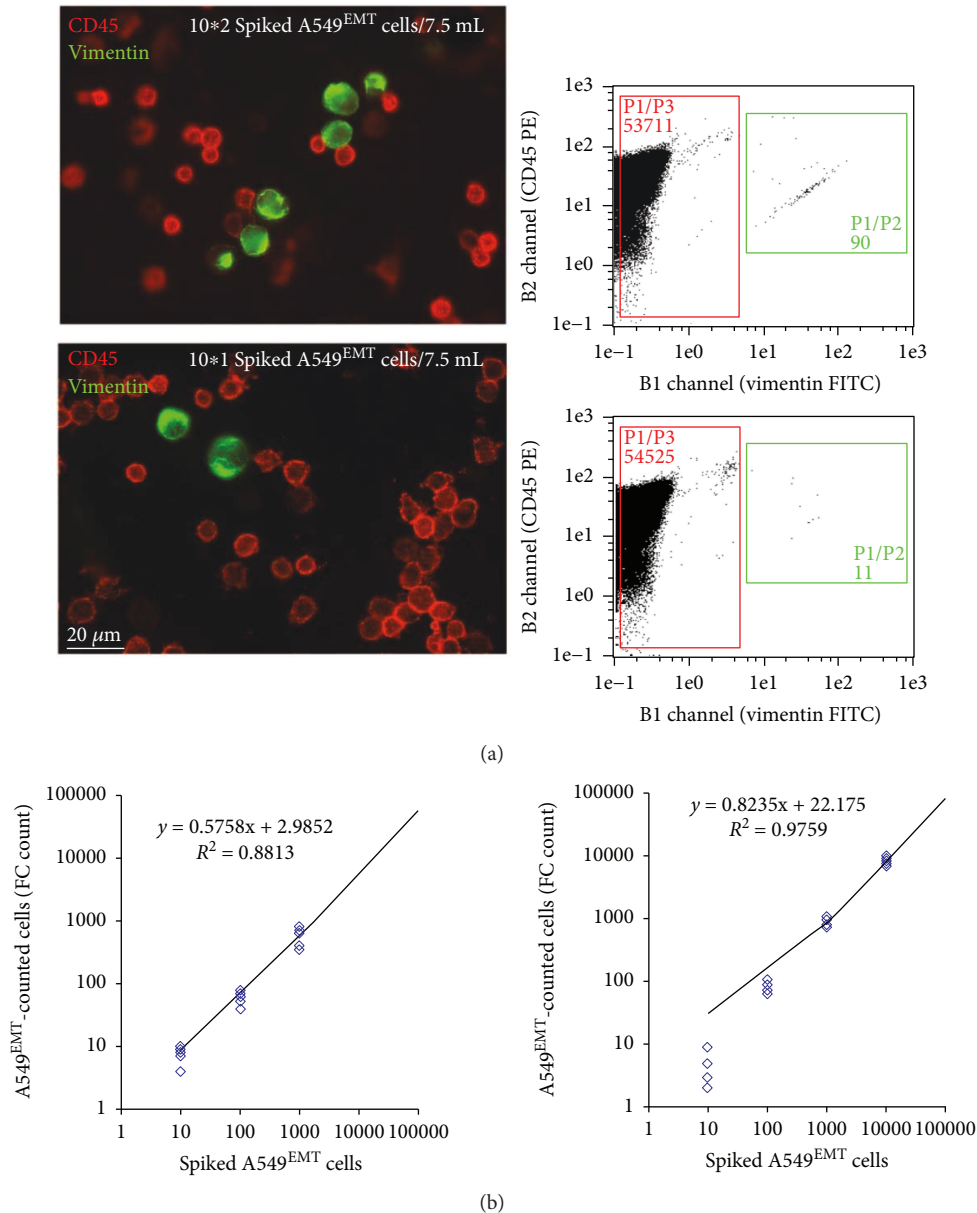 CD45
10*2 Spiked A549EMT cells/7.5 mL
Vimentin
1e3
1e2
1e1
1e0
1e−1
B2 channel (CD45 PE)
P1/P3
53711
P1/P2
90
1e−1 1e0 1e1 1e2 1e3
B1 channel (vimentin FITC)
CD45
10*1 Spiked A549EMT cells/7.5 mL
Vimentin
20 μm
1e3
1e2
1e1
1e0
1e−1
B2 channel (CD45 PE)
P1/P3
54525
P1/P2
11
1e−1 1e0 1e1 1e2 1e3
B1 channel (vimentin FITC)
(a)
100000
10000
1000
100
10
1
A549EMT-counted cells (FC count)
y = 0.5758x + 2.9852
R² = 0.8813
1 10 100 1000 10000 100000
Spiked A549EMT cells
100000
10000
1000
100
10
1
A549EMT-counted cells (FC count)
y = 0.8235x + 22.175
R² = 0.9759
1 10 100 1000 10000 100000
Spiked A549EMT cells
(b)